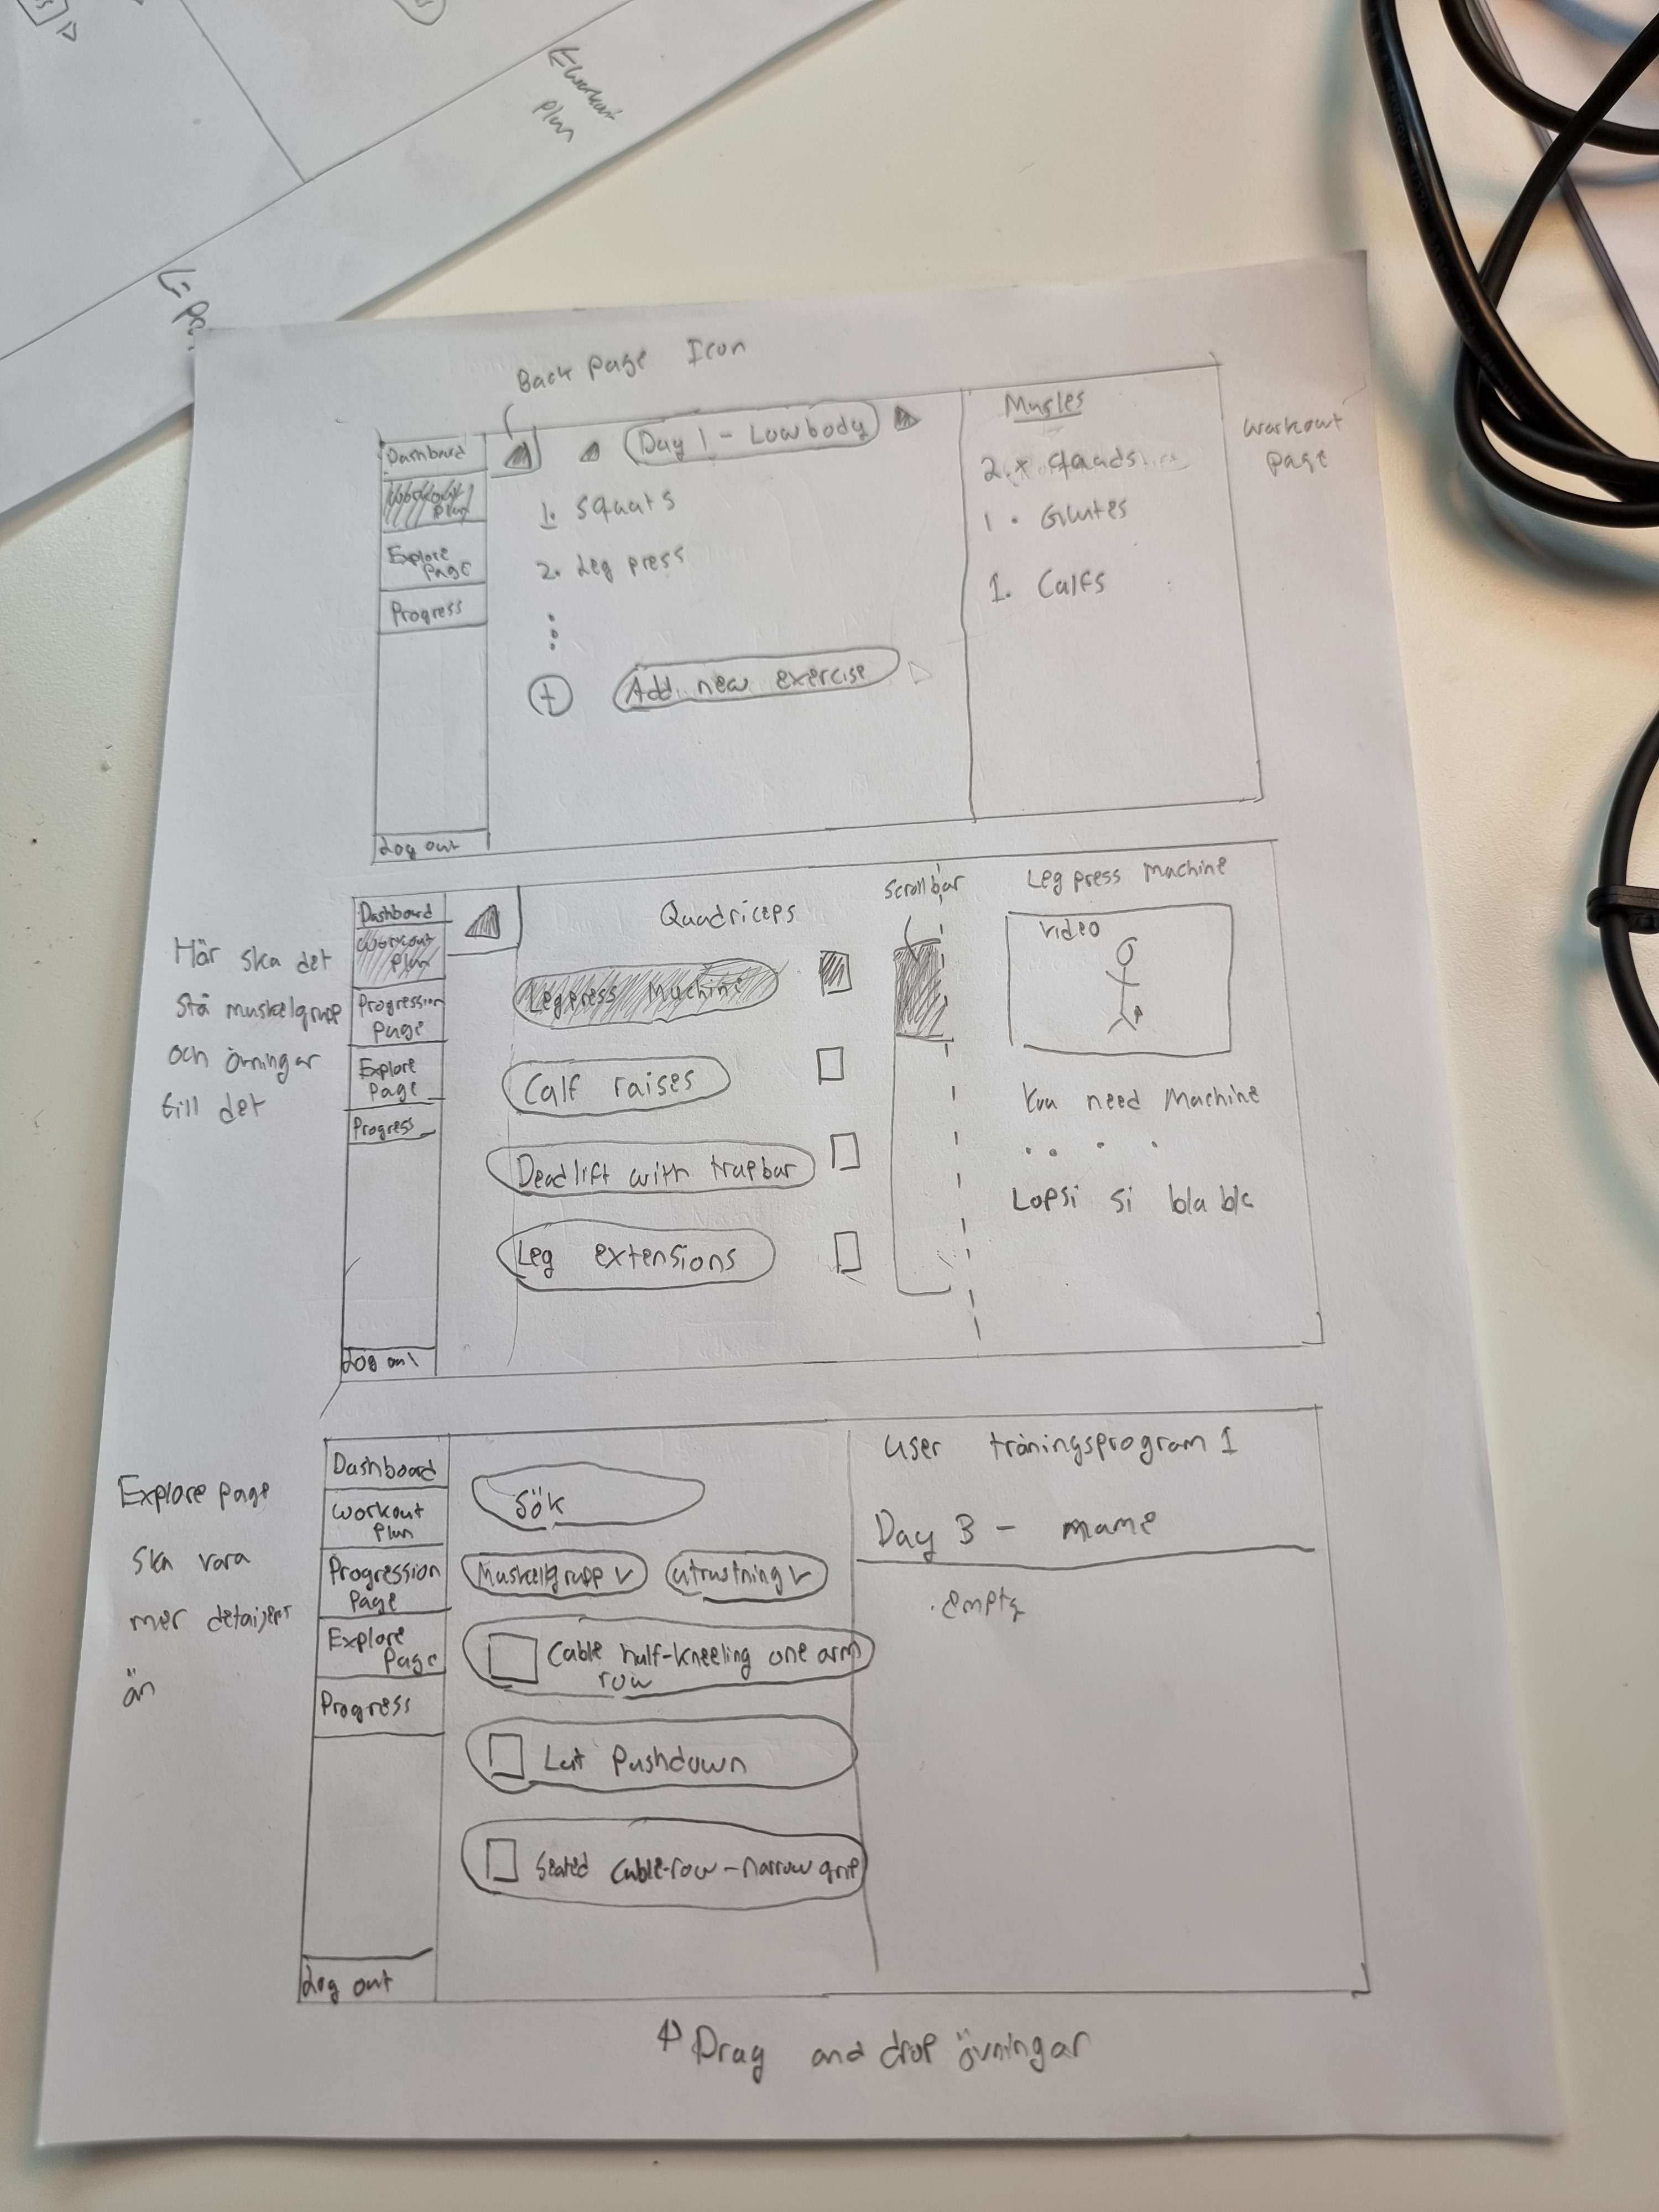 workout
plan
Back page Icon
Dashboard
Workout
Plan
Explore
Page
Progress
Log out
Day 1 - Lowbody
1. Squats
2. Leg press
+
Add new exercise
Musles
2. x Quads
1 . Glutes
1. Calfs
Workout
page
Här ska det
stå muskelgrupp
och övningar
till det
Dashboard
Workout
Plan
Progression
Page
Explore
Page
Progress
Log out
Quadriceps
Legpress Machine
Calf raises
Deadlift with trapbar
Leg extensions
Scrollbar
Leg press Machine
Video
You need Machine
. . . .
Lopsi si bla bla
Explore page
ska vara
mer detaijert
än
Dashboard
Workout
Plan
Progression
Page
Explore
Page
Progress
Log out
Sök
Muskelgrupp
utrustning
Cable half-kneeling one arm
row
Lat Pushdown
Seated cable-row-narrow grip
User träningsprogram 1
Day 3 - mame
. empty
Drag and drop övningar